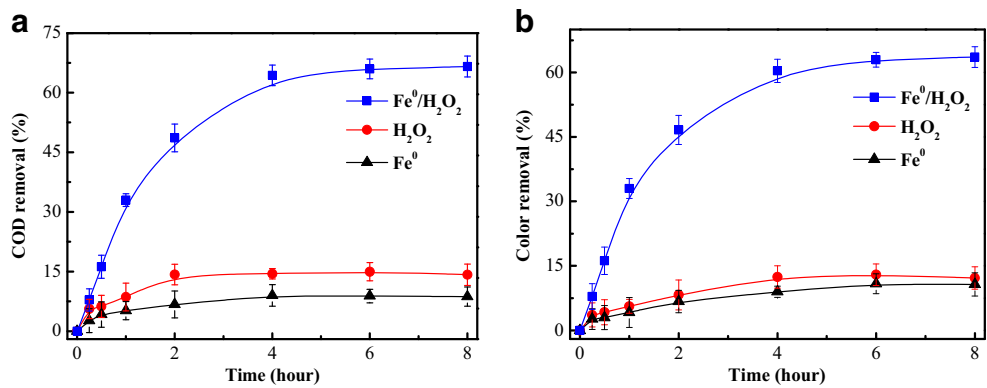 a
COD removal (%)
75
60
45
30
15
0
Fe⁰/H₂O₂
H₂O₂
Fe⁰
0 2 4 6 8
Time (hour)
b
Color removal (%)
60
45
30
15
0
Fe⁰/H₂O₂
H₂O₂
Fe⁰
0 2 4 6 8
Time (hour)